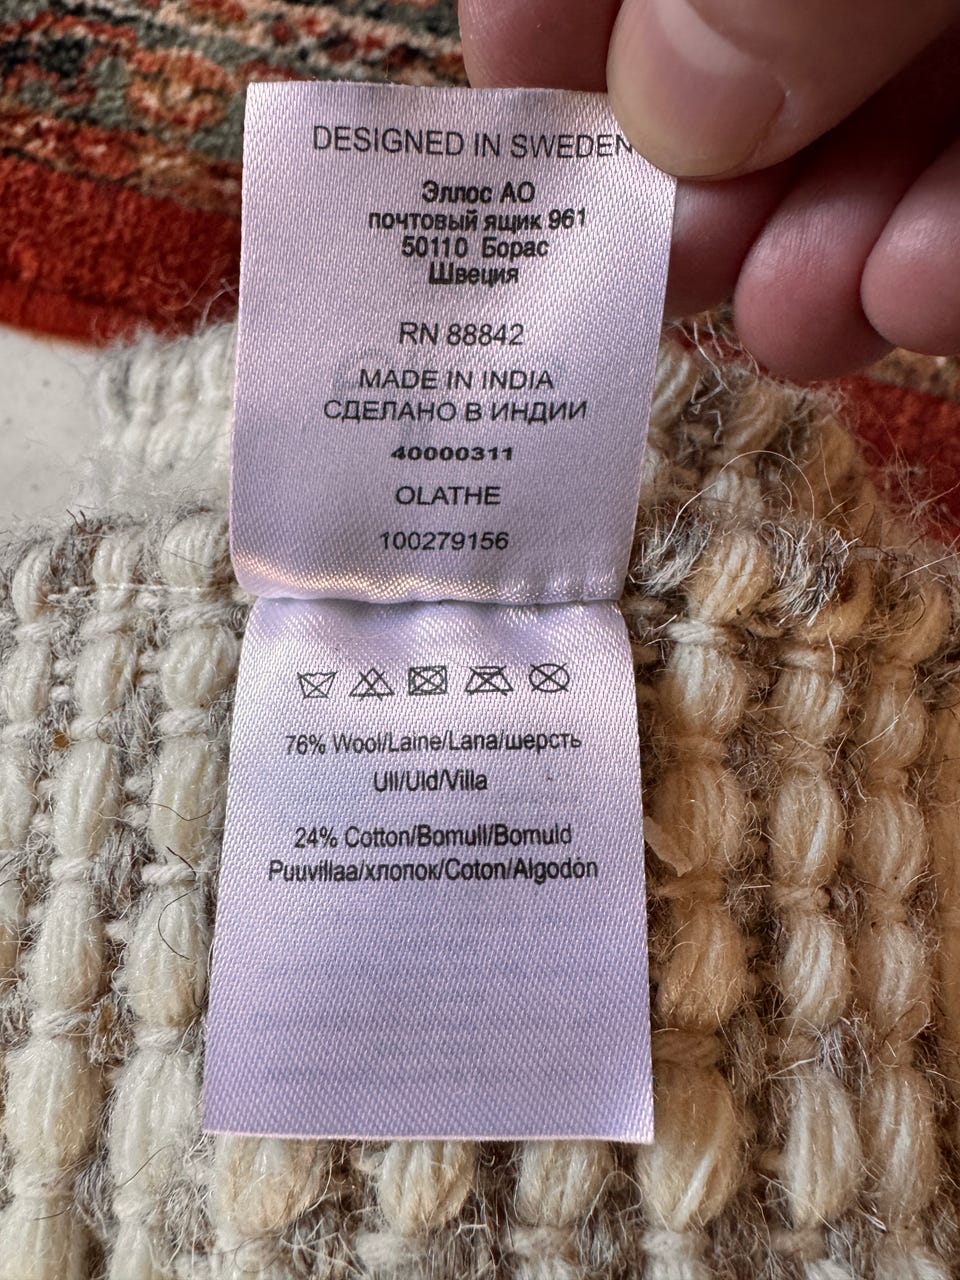 DESIGNED IN SWEDEN
Эллос АО
почтовый ящик 961
50110 Борас
Швеция
RN 88842
MADE IN INDIA
СДЕЛАНО В ИНДИИ
40000311
OLATHE
100279156
76% Wool/Laine/Lana/шерсть
Ull/Uld/Villa
24% Cotton/Bomull/Bomuld
Puuvillaa/хлопок/Coton/Algodón